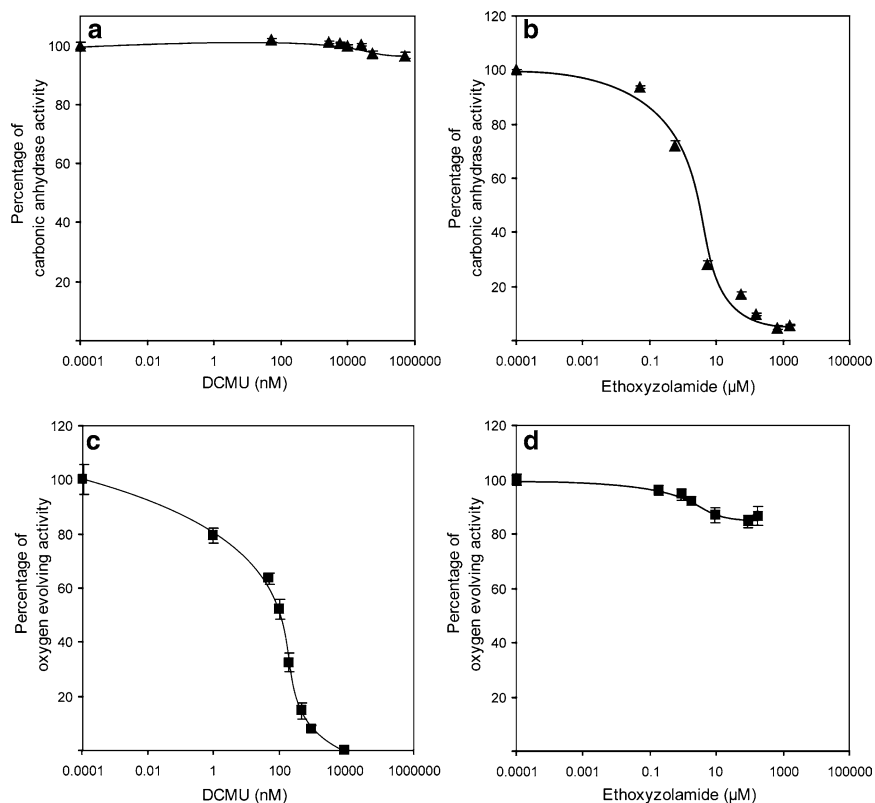 a
100
80
60
40
20
Percentage of
carbonic anhydrase activity
0.0001 0.01 1 100 10000 1000000
DCMU (nM)
b
120
100
80
60
40
20
Percentage of
carbonic anhydrase activity
0.0001 0.001 0.1 10 1000 100000
Ethoxyzolamide (µM)
c
120
100
80
60
40
20
Percentage of
oxygen evolving activity
0.0001 0.01 1 100 10000 1000000
DCMU (nM)
d
120
100
80
60
40
20
Percentage of
oxygen evolving activity
0.0001 0.001 0.1 10 1000 100000
Ethoxyzolamide (µM)